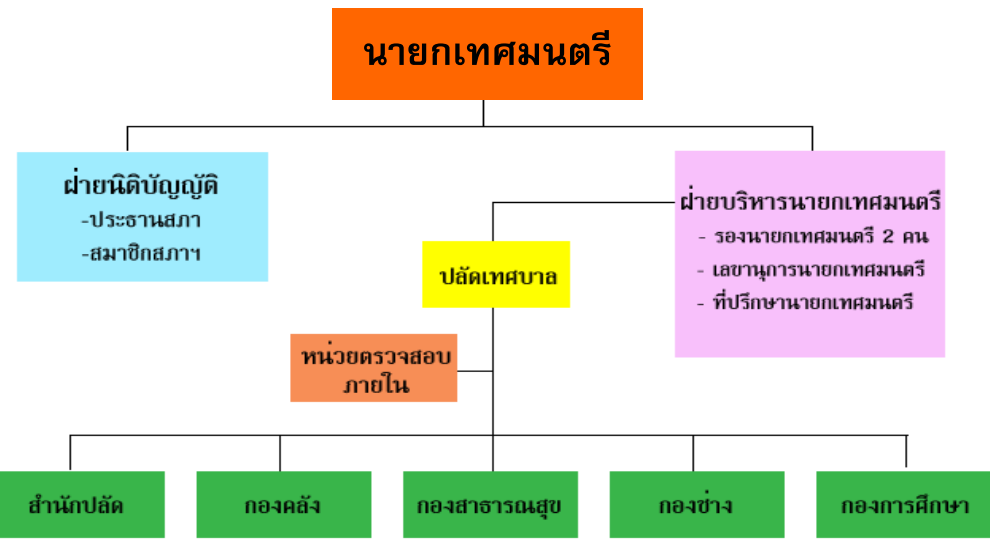 นายกเทศมนตรี
ฝ่ายนิติบัญญัติ
-ประธานสภา
-สมาชิกสภาฯ
ฝ่ายบริหารนายกเทศมนตรี
- รองนายกเทศมนตรี 2 คน
- เลขานุการนายกเทศมนตรี
- ที่ปรึกษานายกเทศมนตรี
ปลัดเทศบาล
หน่วยตรวจสอบ
ภายใน
สำนักปลัด
กองคลัง
กองสาธารณสุข
กองช่าง
กองการศึกษา